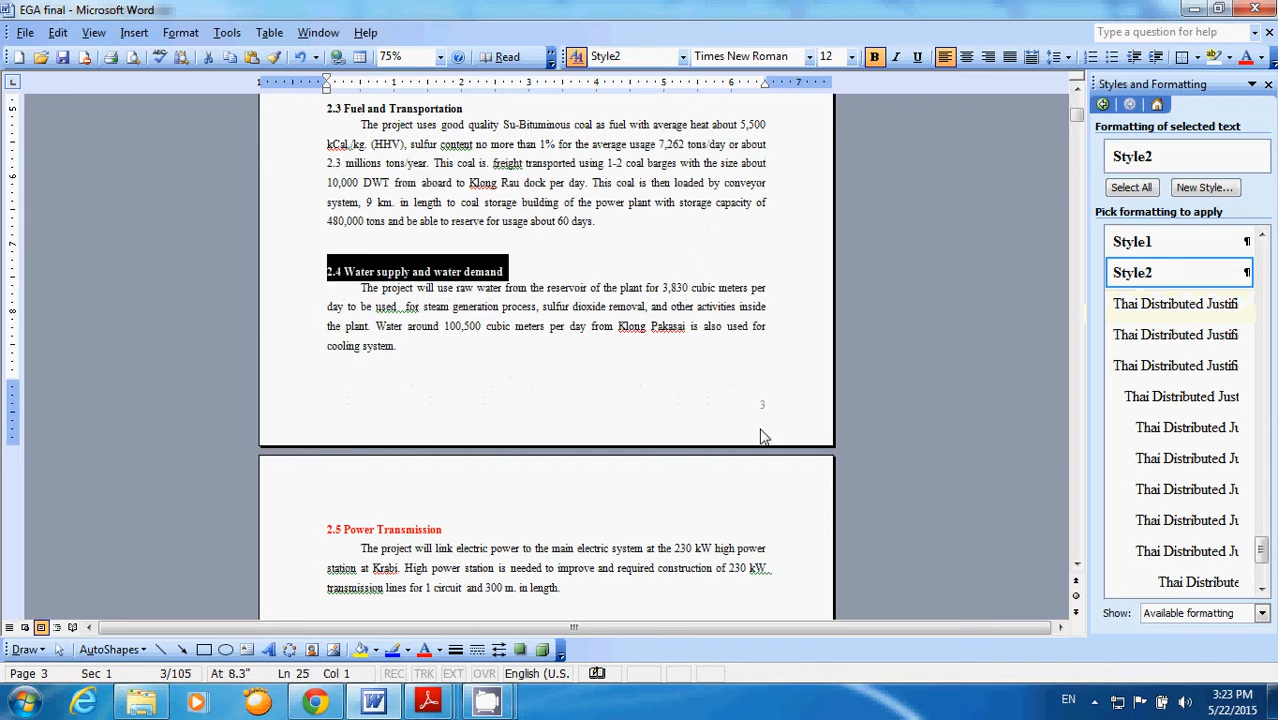 EGA final - Microsoft Word
File Edit View Insert Format Tools Table Window Help Type a question for help
75% Read Style2 Times New Roman 12 B I U
1 1 2 3 4 5 6 7
Styles and Formatting
Formatting of selected text
Style2
Select All New Style...
Pick formatting to apply
Style1 ¶
Style2 ¶
Thai Distributed Justifi
Thai Distributed Justifi
Thai Distributed Justifi
Thai Distributed Just
Thai Distributed Ju
Thai Distributed Ju
Thai Distributed Ju
Thai Distributed Ju
Thai Distributed Ju
Thai Distribute
Show: Available formatting
5
6
7
8
9
2.3 Fuel and Transportation
The project uses good quality Su-Bituminous coal as fuel with average heat about 5,500
kCal./kg. (HHV), sulfur content no more than 1% for the average usage 7,262 tons/day or about
2.3 millions tons/year. This coal is. freight transported using 1-2 coal barges with the size about
10,000 DWT from aboard to Klong Rau dock per day. This coal is then loaded by conveyor
system, 9 km. in length to coal storage building of the power plant with storage capacity of
480,000 tons and be able to reserve for usage about 60 days.
2.4 Water supply and water demand
The project will use raw water from the reservoir of the plant for 3,830 cubic meters per
day to be used for steam generation process, sulfur dioxide removal, and other activities inside
the plant. Water around 100,500 cubic meters per day from Klong Pakasai is also used for
cooling system.
3
2.5 Power Transmission
The project will link electric power to the main electric system at the 230 kW high power
station at Krabi. High power station is needed to improve and required construction of 230 kW
transmission lines for 1 circuit and 300 m. in length.
Draw AutoShapes
Page 3 Sec 1 3/105 At 8.3" Ln 25 Col 1 REC TRK EXT OVR English (U.S.
EN 3:23 PM
5/22/2015